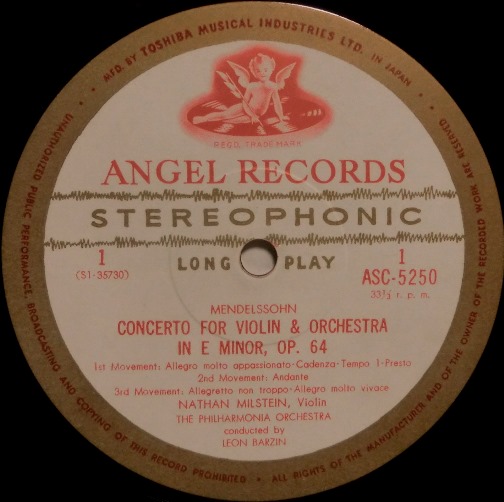 MFD. BY TOSHIBA MUSICAL INDUSTRIES LTD. IN JAPAN
REGD. TRADE MARK
ANGEL RECORDS
STEREOPHONIC
1
(S1-35730)
LONG PLAY
1
ASC-5250
33⅓ r. p. m.
MENDELSSOHN
CONCERTO FOR VIOLIN & ORCHESTRA
IN E MINOR, OP. 64
1st Movement: Allegro molto appassionato-Cadenza-Tempo 1-Presto
2nd Movement: Andante
3rd Movement: Allegretto non troppo-Allegro molto vivace
NATHAN MILSTEIN, Violin
THE PHILHARMONIA ORCHESTRA
conducted by
LEON BARZIN
UNAUTHORIZED PUBLIC PERFORMANCE, BROADCASTING AND COPYING OF THIS RECORD PROHIBITED • ALL RIGHTS OF THE MANUFACTURER AND OF THE OWNER OF THE RECORDED WORK ARE RESERVED